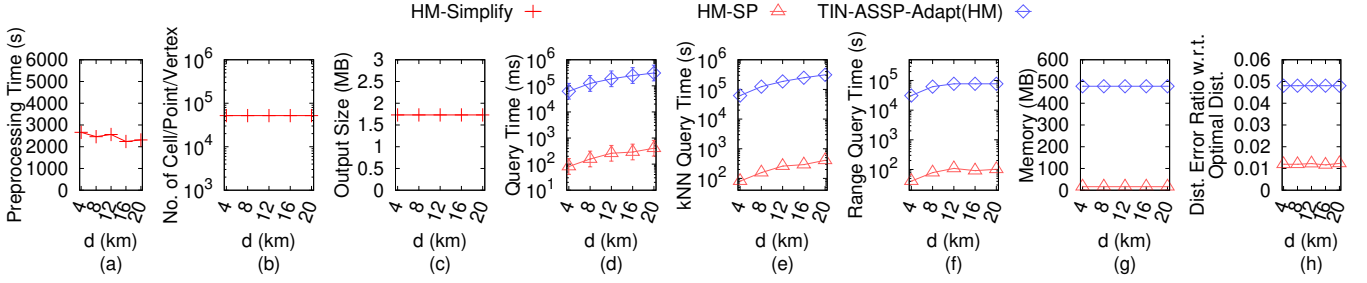 HM-Simplify HM-SP TIN-ASSP-Adapt(HM)
Preprocessing Time (s)
6000
5000
4000
3000
2000
1000
0
4 8 12 16 20
d (km)
(a)
No. of Cell/Point/Vertex
10^6
10^5
10^4
10^3
4 8 12 16 20
d (km)
(b)
Output Size (MB)
3
2.5
2
1.5
1
0.5
0
4 8 12 16 20
d (km)
(c)
Query Time (ms)
10^6
10^5
10^4
10^3
10^2
10^1
4 8 12 16 20
d (km)
(d)
kNN Query Time (s)
10^6
10^5
10^4
10^3
10^2
4 8 12 16 20
d (km)
(e)
Range Query Time (s)
10^5
10^4
10^3
10^2
4 8 12 16 20
d (km)
(f)
Memory (MB)
600
500
400
300
200
100
0
4 8 12 16 20
d (km)
(g)
Dist. Error Ratio w.r.t.
Optimal Dist.
0.06
0.05
0.04
0.03
0.02
0.01
0
4 8 12 16 20
d (km)
(h)